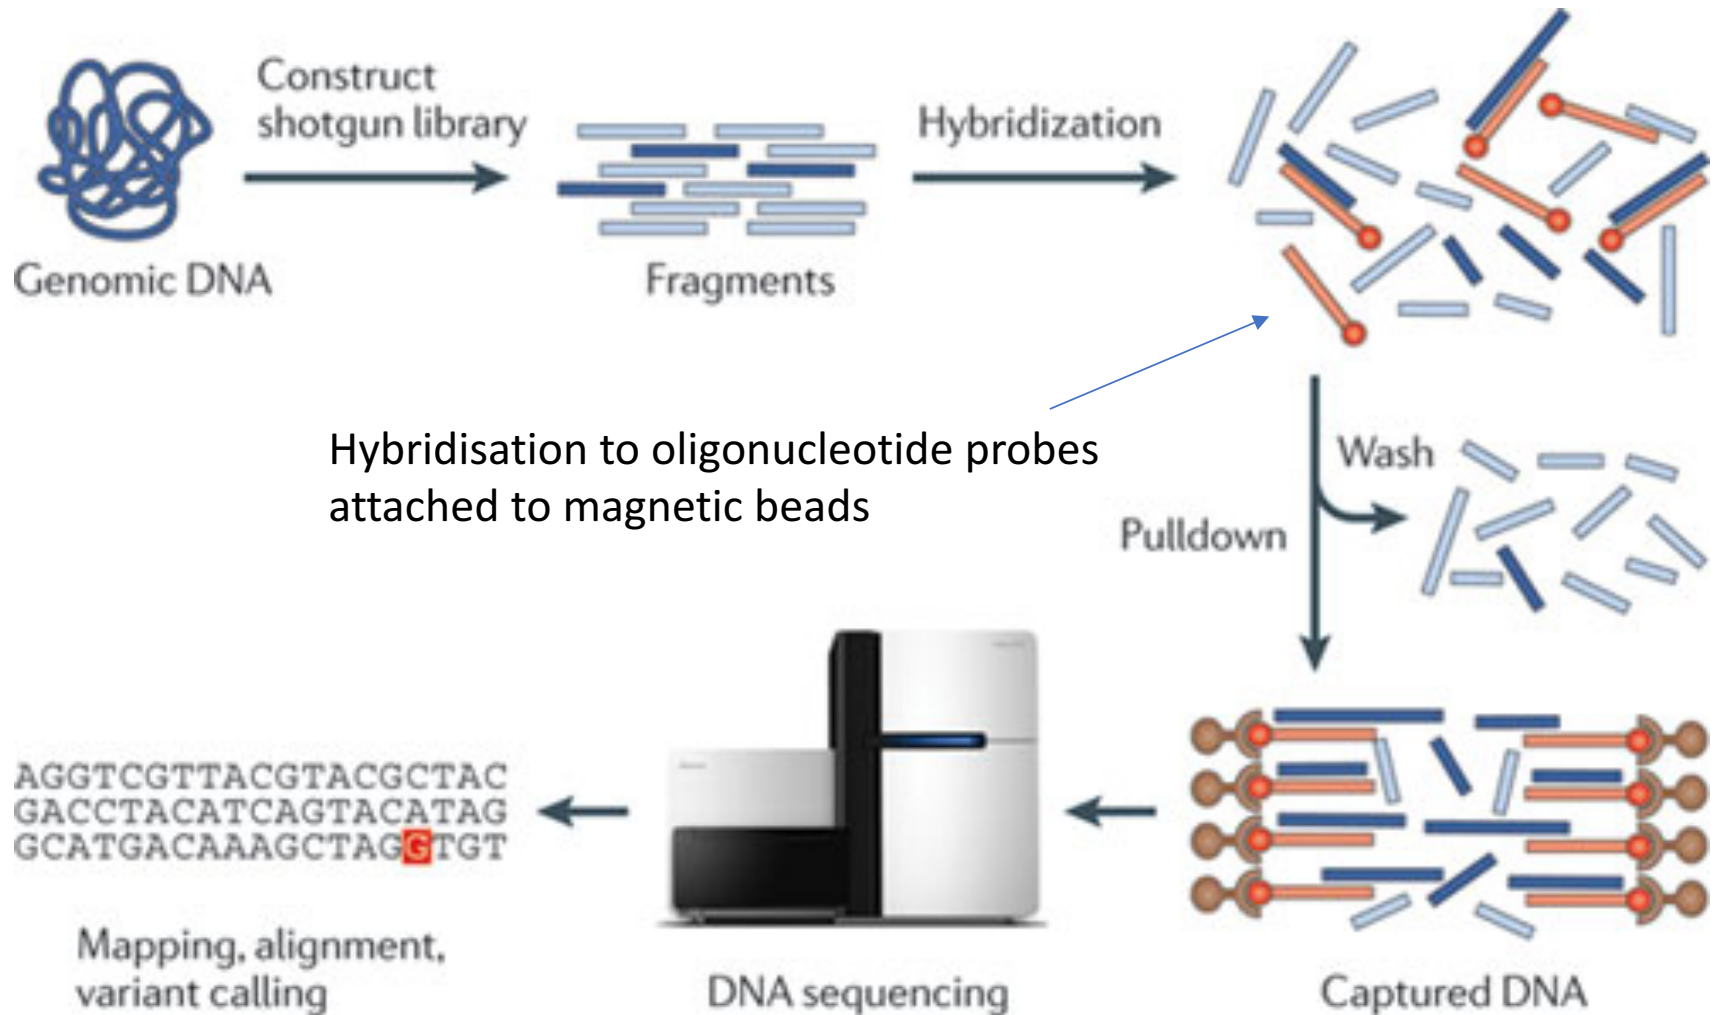 Construct
shotgun library
Hybridization
Genomic DNA
Fragments
Hybridisation to oligonucleotide probes
attached to magnetic beads
Wash
Pulldown
AGGTCGTTACGTACGCTAC
GACCTACATCAGTACATAG
GCATGACAAAGCTAGGTGT
Mapping, alignment,
variant calling
DNA sequencing
Captured DNA